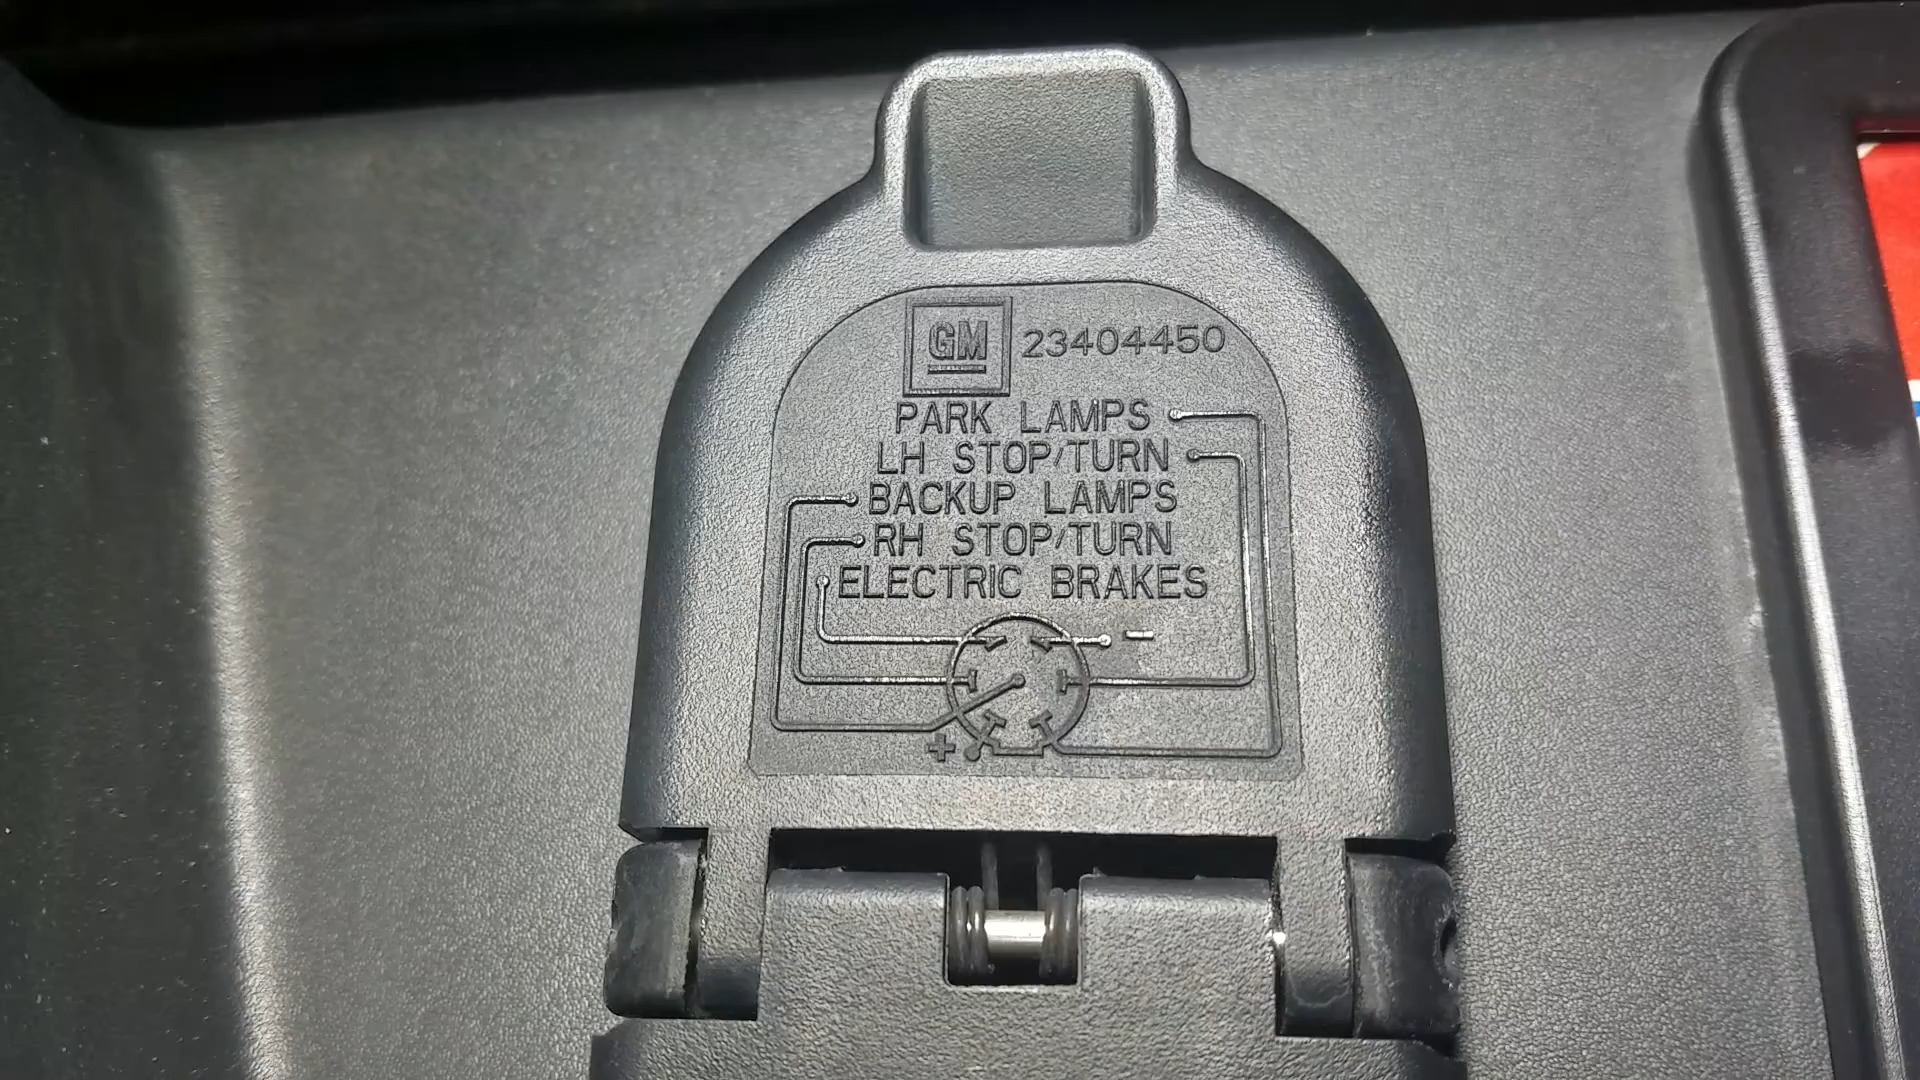 GM 23404450
PARK LAMPS
LH STOP/TURN
BACKUP LAMPS
RH STOP/TURN
ELECTRIC BRAKES
−
+